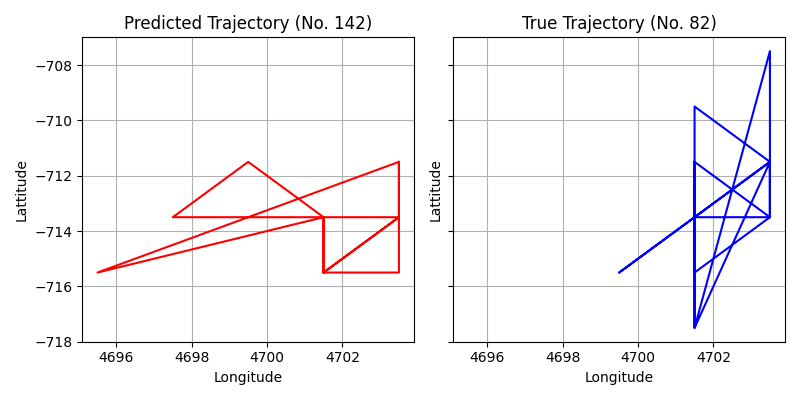 Predicted Trajectory (No. 142)
True Trajectory (No. 82)
−708
−710
−712
−714
−716
−718
Lattitude
Lattitude
4696 4698 4700 4702
4696 4698 4700 4702
Longitude
Longitude